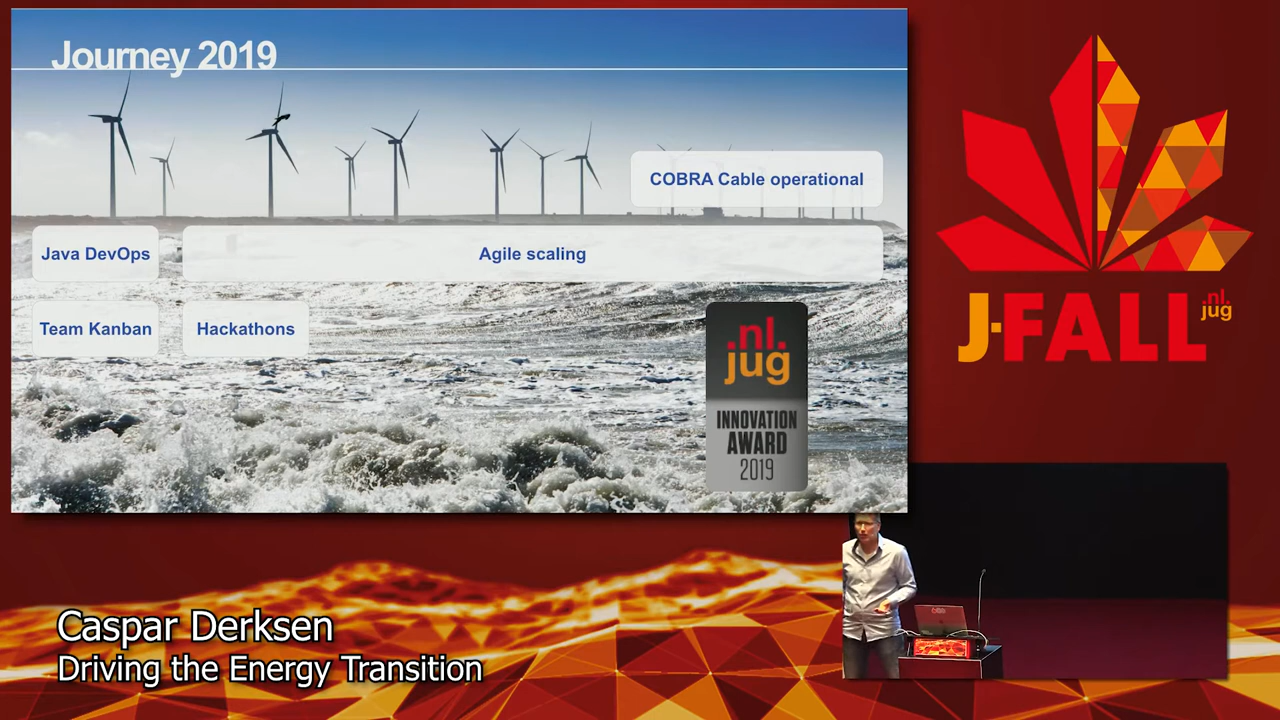 Journey 2019
COBRA Cable operational
Java DevOps
Agile scaling
Team Kanban
Hackathons
.nl.
jug
INNOVATION
AWARD
2019
J-FALL
.nl.
jug
Caspar Derksen
Driving the Energy Transition